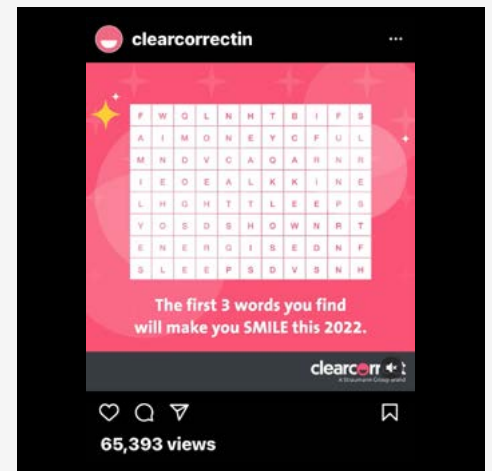 clearcorrectin
F W O L N H T B I F S
A I M O N E Y C F U L
M N D V C A Q A R N R
I E O E A L K K I N E
L H G H T T L E E P S
Y O S D S H O W N R T
E N E R G I S E D N F
S L E E P S D V S N H
The first 3 words you find
will make you SMILE this 2022.
A Straumann Group brand
65,393 views